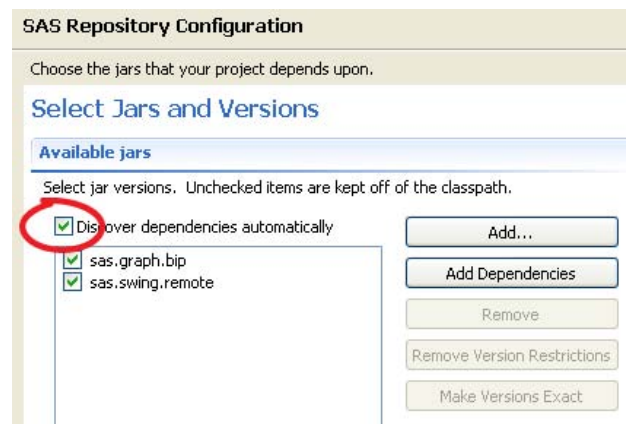 SAS Repository Configuration
Choose the jars that your project depends upon.
Select Jars and Versions
Available jars
Select jar versions. Unchecked items are kept off of the classpath.
Discover dependencies automatically
Add...
sas.graph.bip
sas.swing.remote
Add Dependencies
Remove
Remove Version Restrictions
Make Versions Exact